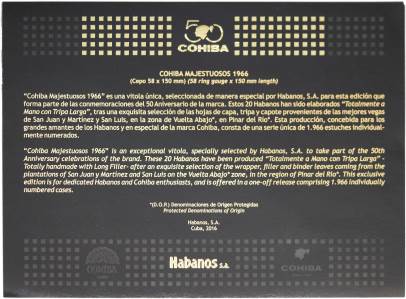 50
COHIBA
COHIBA MAJESTUOSOS 1966
(Cepo 58 x 150 mm) (58 ring gauge x 150 mm length)
"Cohiba Majestuosos 1966" es una vitola única, seleccionada de manera especial por Habanos, S.A. para esta edición que
forma parte de las conmemoraciones del 50 Aniversario de la marca. Estos 20 Habanos han sido elaborados "Totalmente a
Mano con Tripa Larga", tras una exquisita selección de las hojas de capa, tripa y capote provenientes de las mejores vegas
de San Juan y Martínez y San Luis, en la zona de Vuelta Abajo*, en Pinar del Río*. Esta producción, concebida para los
grandes amantes de los Habanos y en especial de la marca Cohiba, consta de una serie única de 1.966 estuches individual-
mente numerados.
"Cohiba Majestuosos 1966" is an exceptional vitola, specially selected by Habanos, S.A. to take part of the 50th
Anniversary celebrations of the brand. These 20 Habanos have been produced "Totalmente a Mano con Tripa Larga" -
Totally handmade with Long Filler- after an exquisite selection of the wrapper, filler and binder leaves coming from the
plantations of San Juan y Martínez and San Luis on the Vuelta Abajo* zone, in the region of Pinar del Río*. This exclusive
edition is for dedicated Habanos and Cohiba enthusiasts, and is offered in a one-off release comprising 1.966 individually
numbered cases.
*(D.O.P.) Denominaciones de Origen Protegidas
Protected Denominations of Origin
Habanos, S.A.
Cuba, 2016
COHIBA
Habanos S.A.
COHIBA